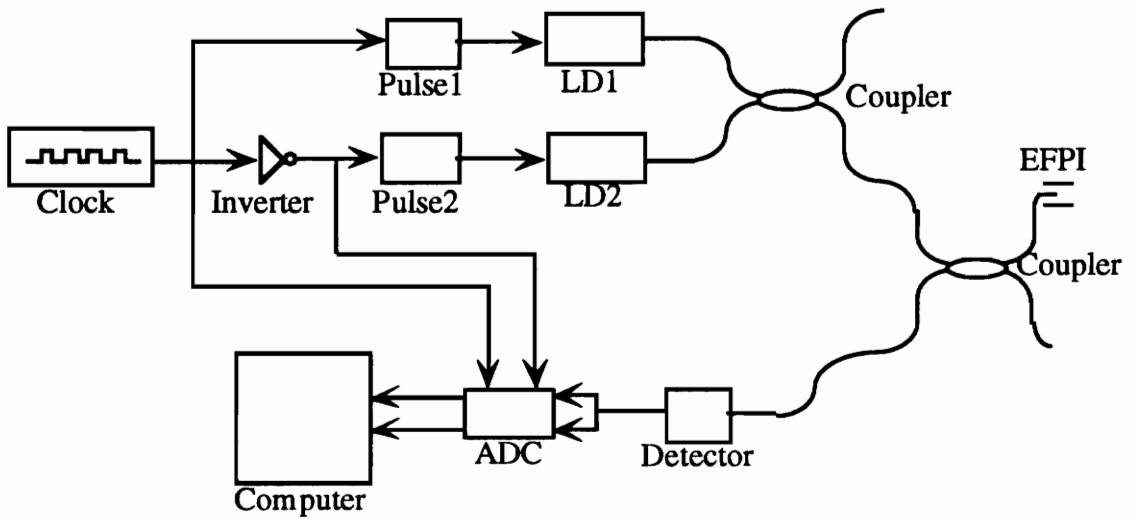 Pulse1
LD1
Coupler
Clock
Inverter
Pulse2
LD2
EFPI
Coupler
Computer
ADC
Detector